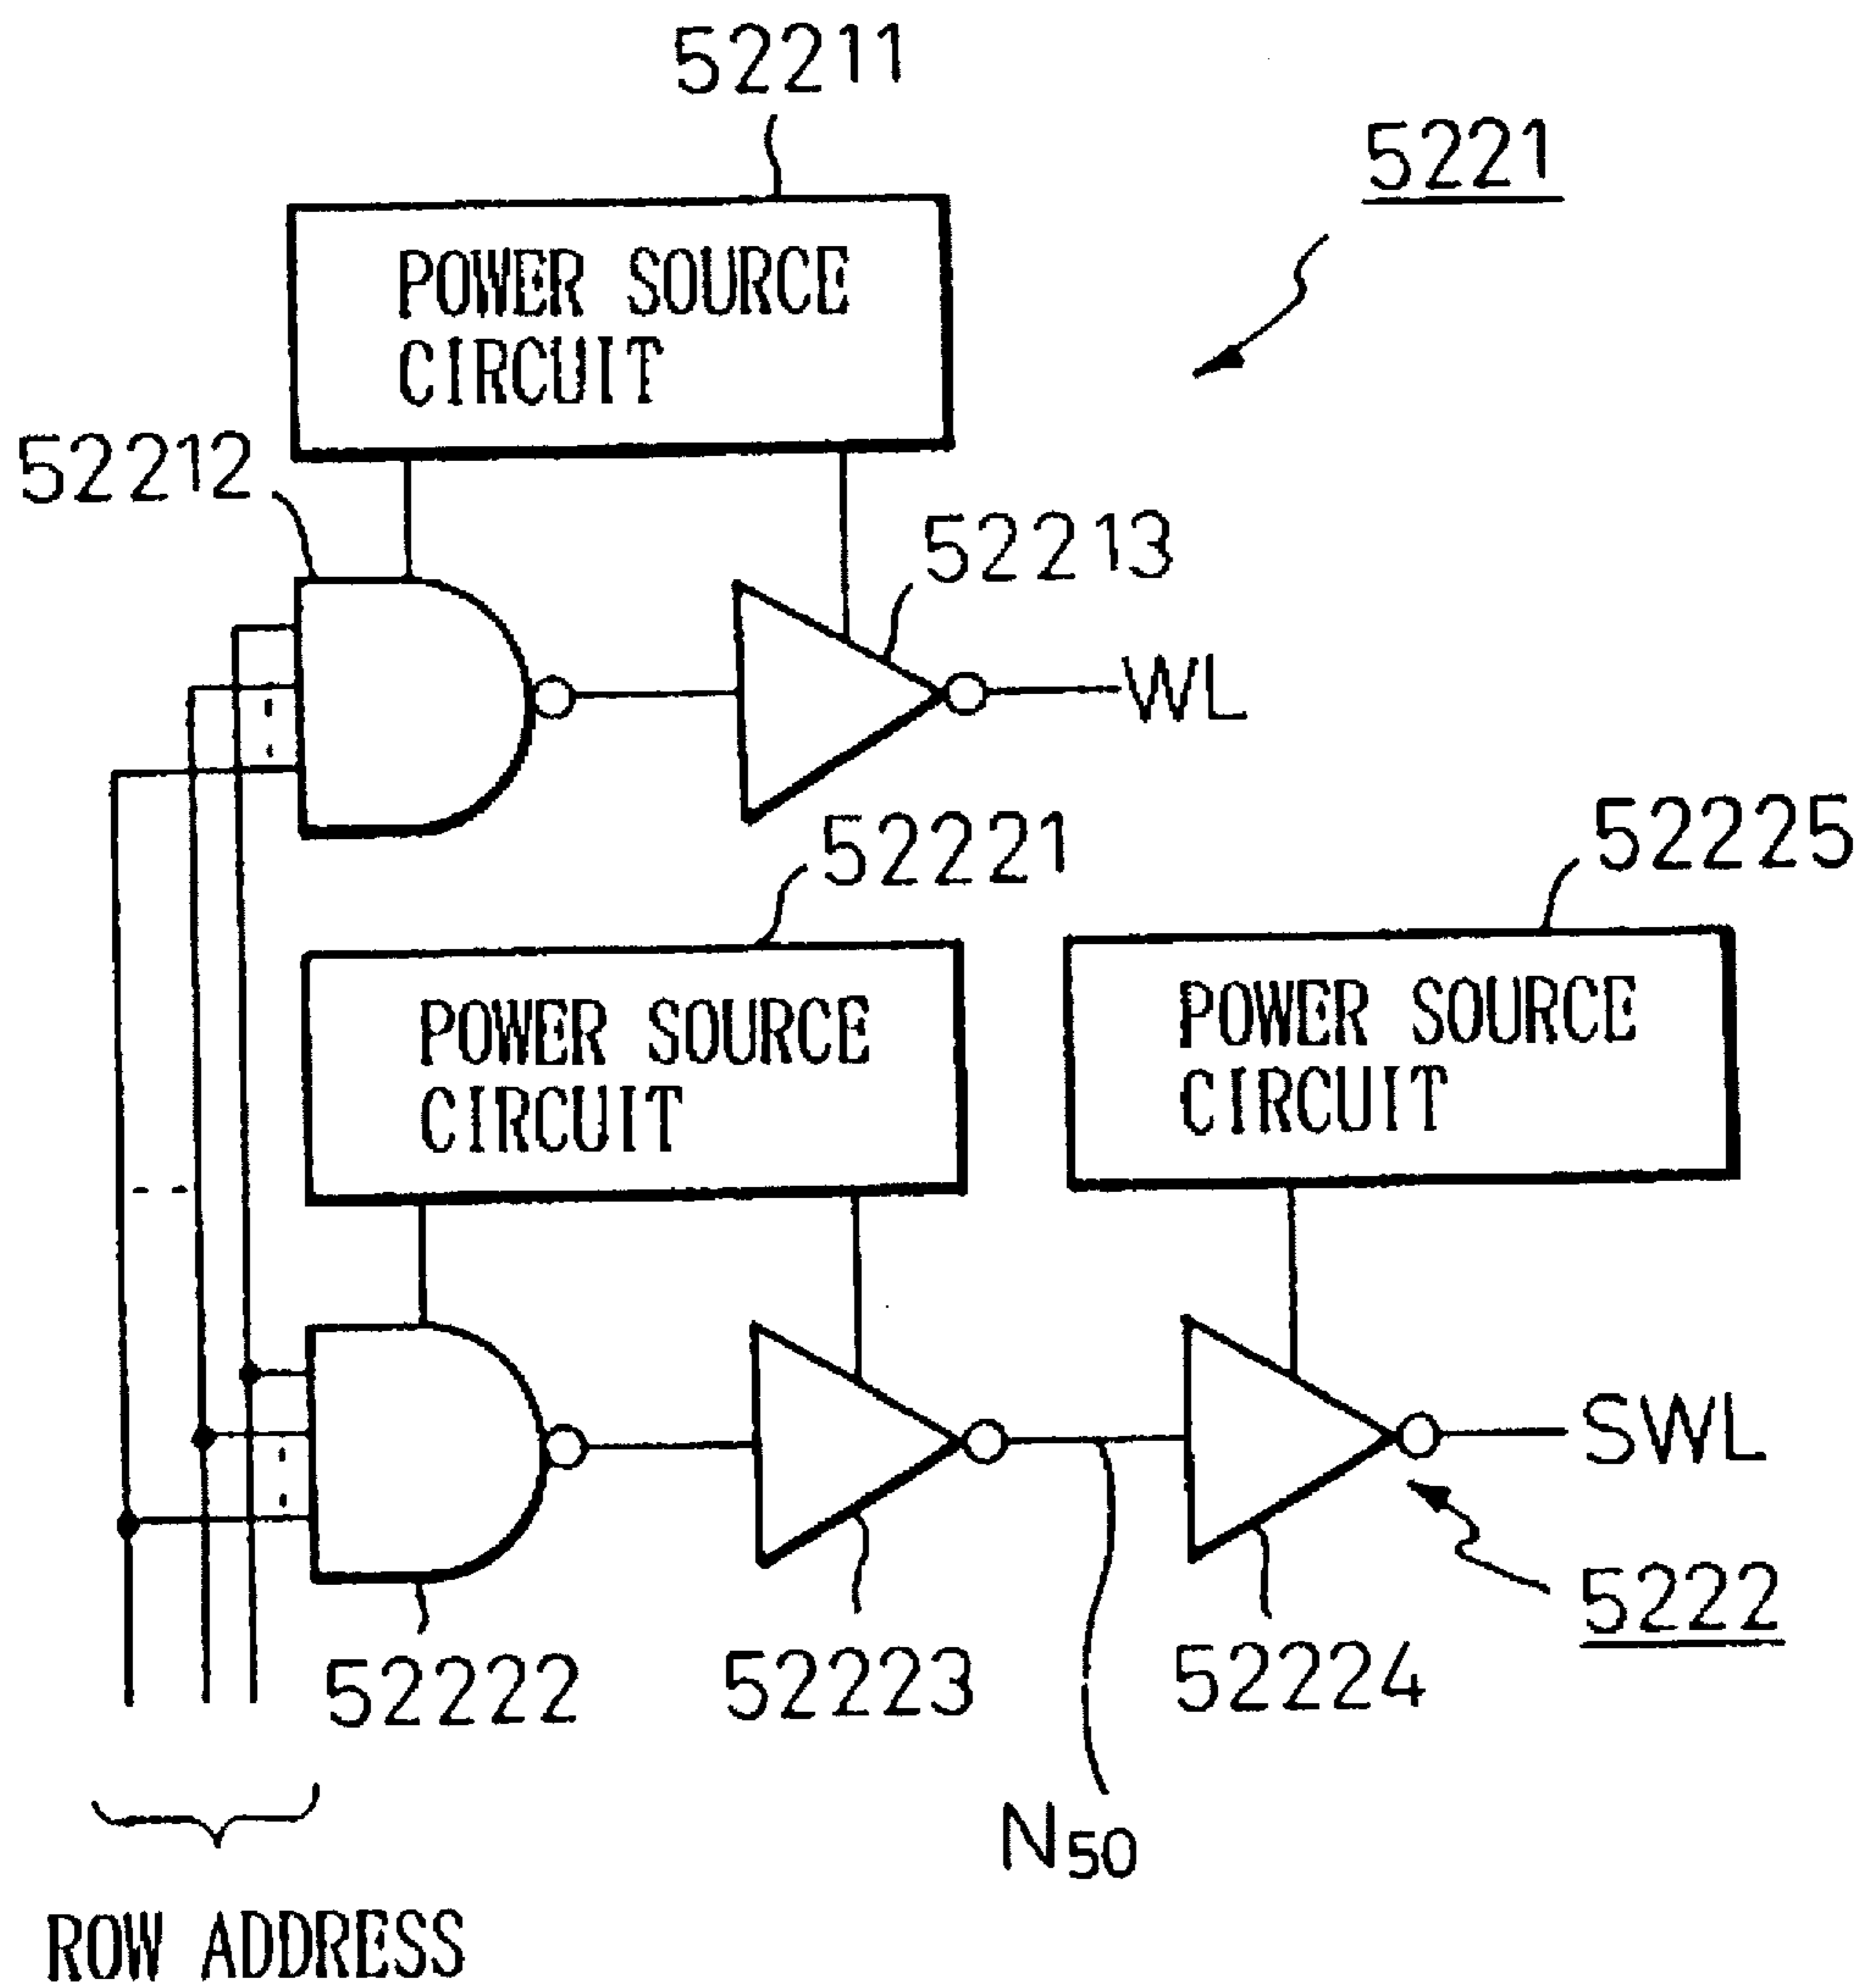 52211
5221
POWER SOURCE
CIRCUIT
52212
52213
WL
52221
52225
POWER SOURCE
CIRCUIT
POWER SOURCE
CIRCUIT
SWL
5222
52222
52223
52224
N50
ROW ADDRESS